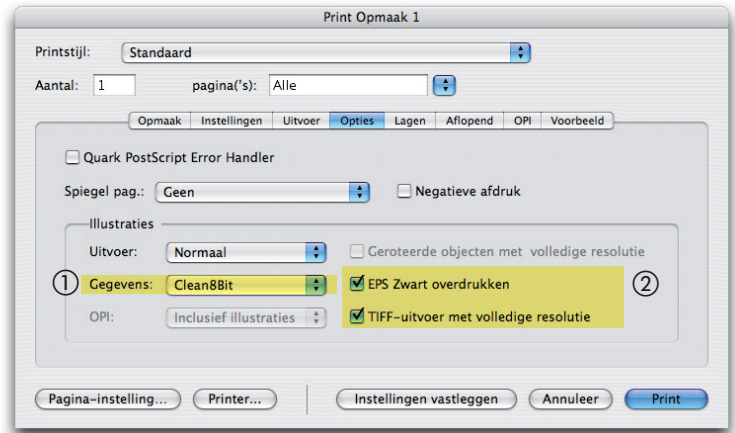 Print Opmaak 1
Printstijl: Standaard
Aantal: 1 pagina('s): Alle
Opmaak Instellingen Uitvoer Opties Lagen Aflopend OPI Voorbeeld
Quark PostScript Error Handler
Spiegel pag.: Geen Negatieve afdruk
Illustraties
Uitvoer: Normaal Geroteerde objecten met volledige resolutie
① Gegevens: Clean8Bit EPS Zwart overdrukken ②
OPI: Inclusief illustraties TIFF-uitvoer met volledige resolutie
Pagina-instelling... Printer... Instellingen vastleggen Annuleer Print